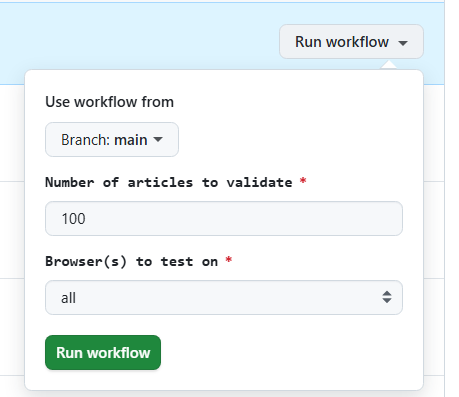 Run workflow
Use workflow from
Branch: main
Number of articles to validate *
100
Browser(s) to test on *
all
Run workflow